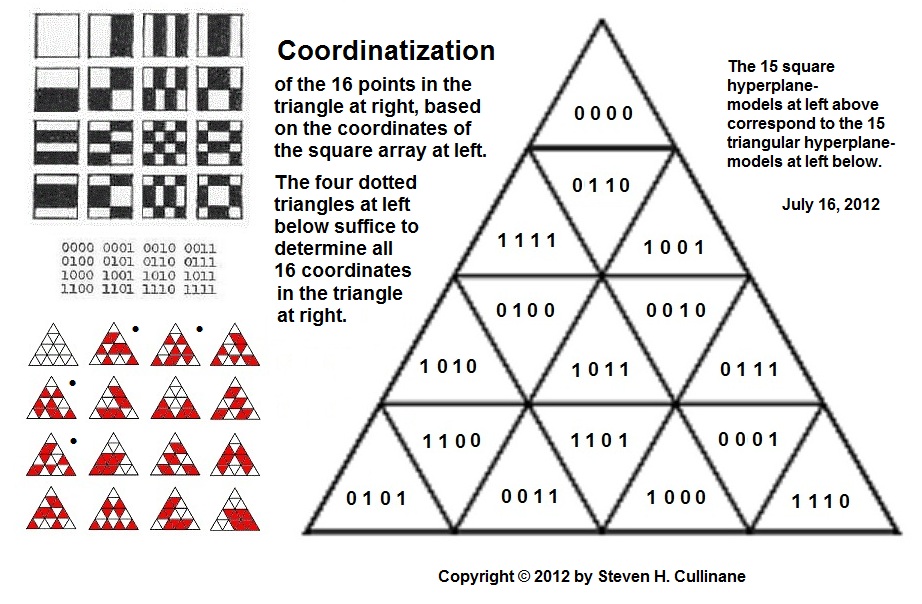 Coordinatization
of the 16 points in the
triangle at right, based
on the coordinates of
the square array at left.
The four dotted
triangles at left
below suffice to
determine all
16 coordinates
in the triangle
at right.
0000 0001 0010 0011
0100 0101 0110 0111
1000 1001 1010 1011
1100 1101 1110 1111
0 0 0 0
0 1 1 0
1 1 1 1
1 0 0 1
0 1 0 0
0 0 1 0
1 0 1 0
1 0 1 1
0 1 1 1
1 1 0 0
1 1 0 1
0 0 0 1
0 1 0 1
0 0 1 1
1 0 0 0
1 1 1 0
The 15 square
hyperplane-
models at left above
correspond to the 15
triangular hyperplane-
models at left below.
July 16, 2012
Copyright © 2012 by Steven H. Cullinane